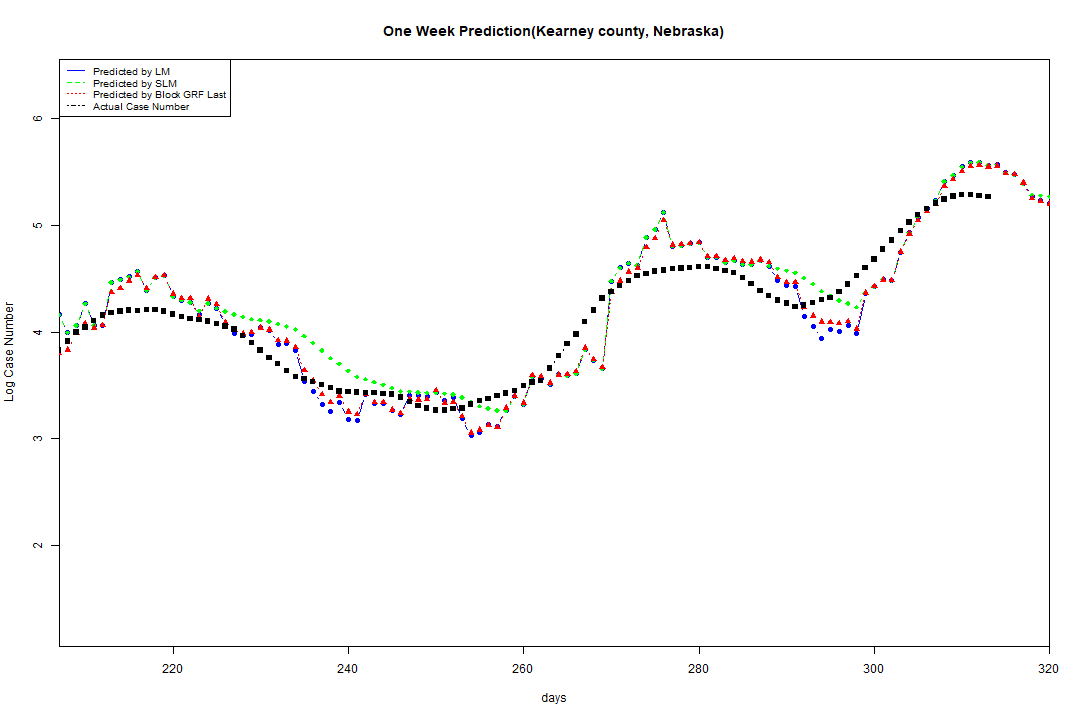 One Week Prediction(Kearney county, Nebraska)
Predicted by LM
Predicted by SLM
Predicted by Block GRF Last
Actual Case Number
Log Case Number
6
5
4
3
2
220 240 260 280 300 320
days